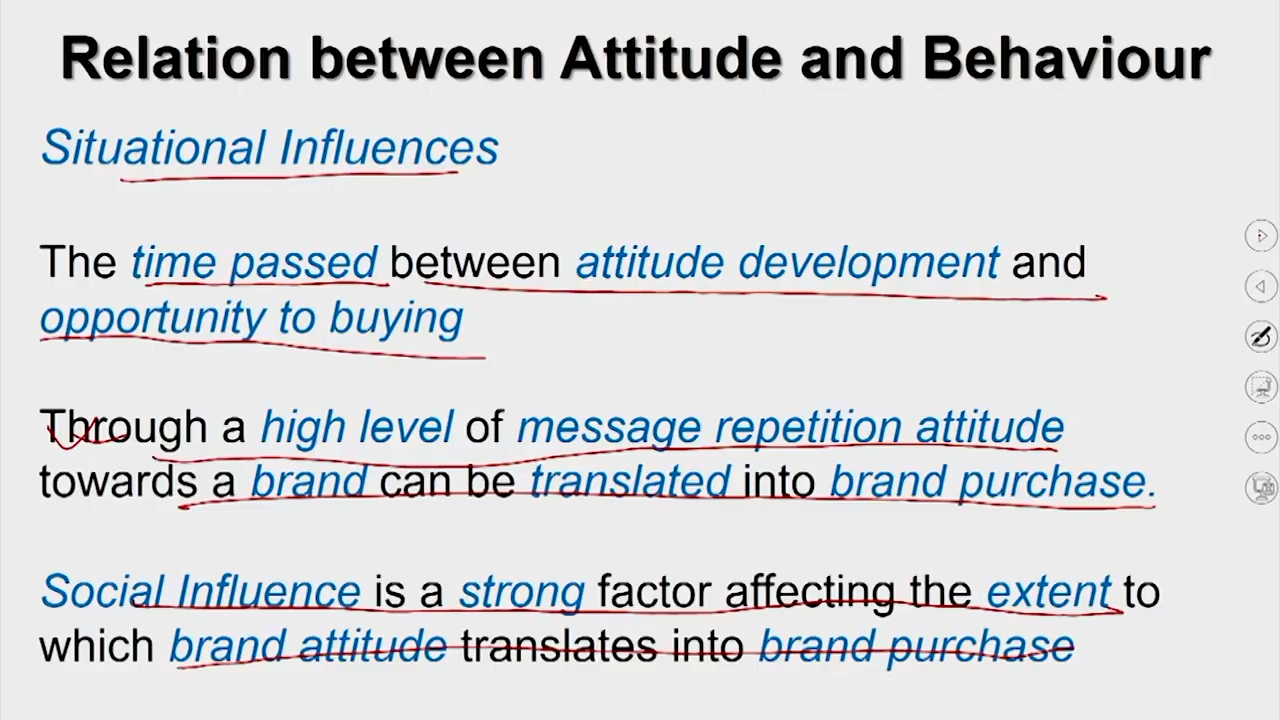 Relation between Attitude and Behaviour
Situational Influences
The time passed between attitude development and
opportunity to buying
Through a high level of message repetition attitude
towards a brand can be translated into brand purchase.
Social Influence is a strong factor affecting the extent to
which brand attitude translates into brand purchase